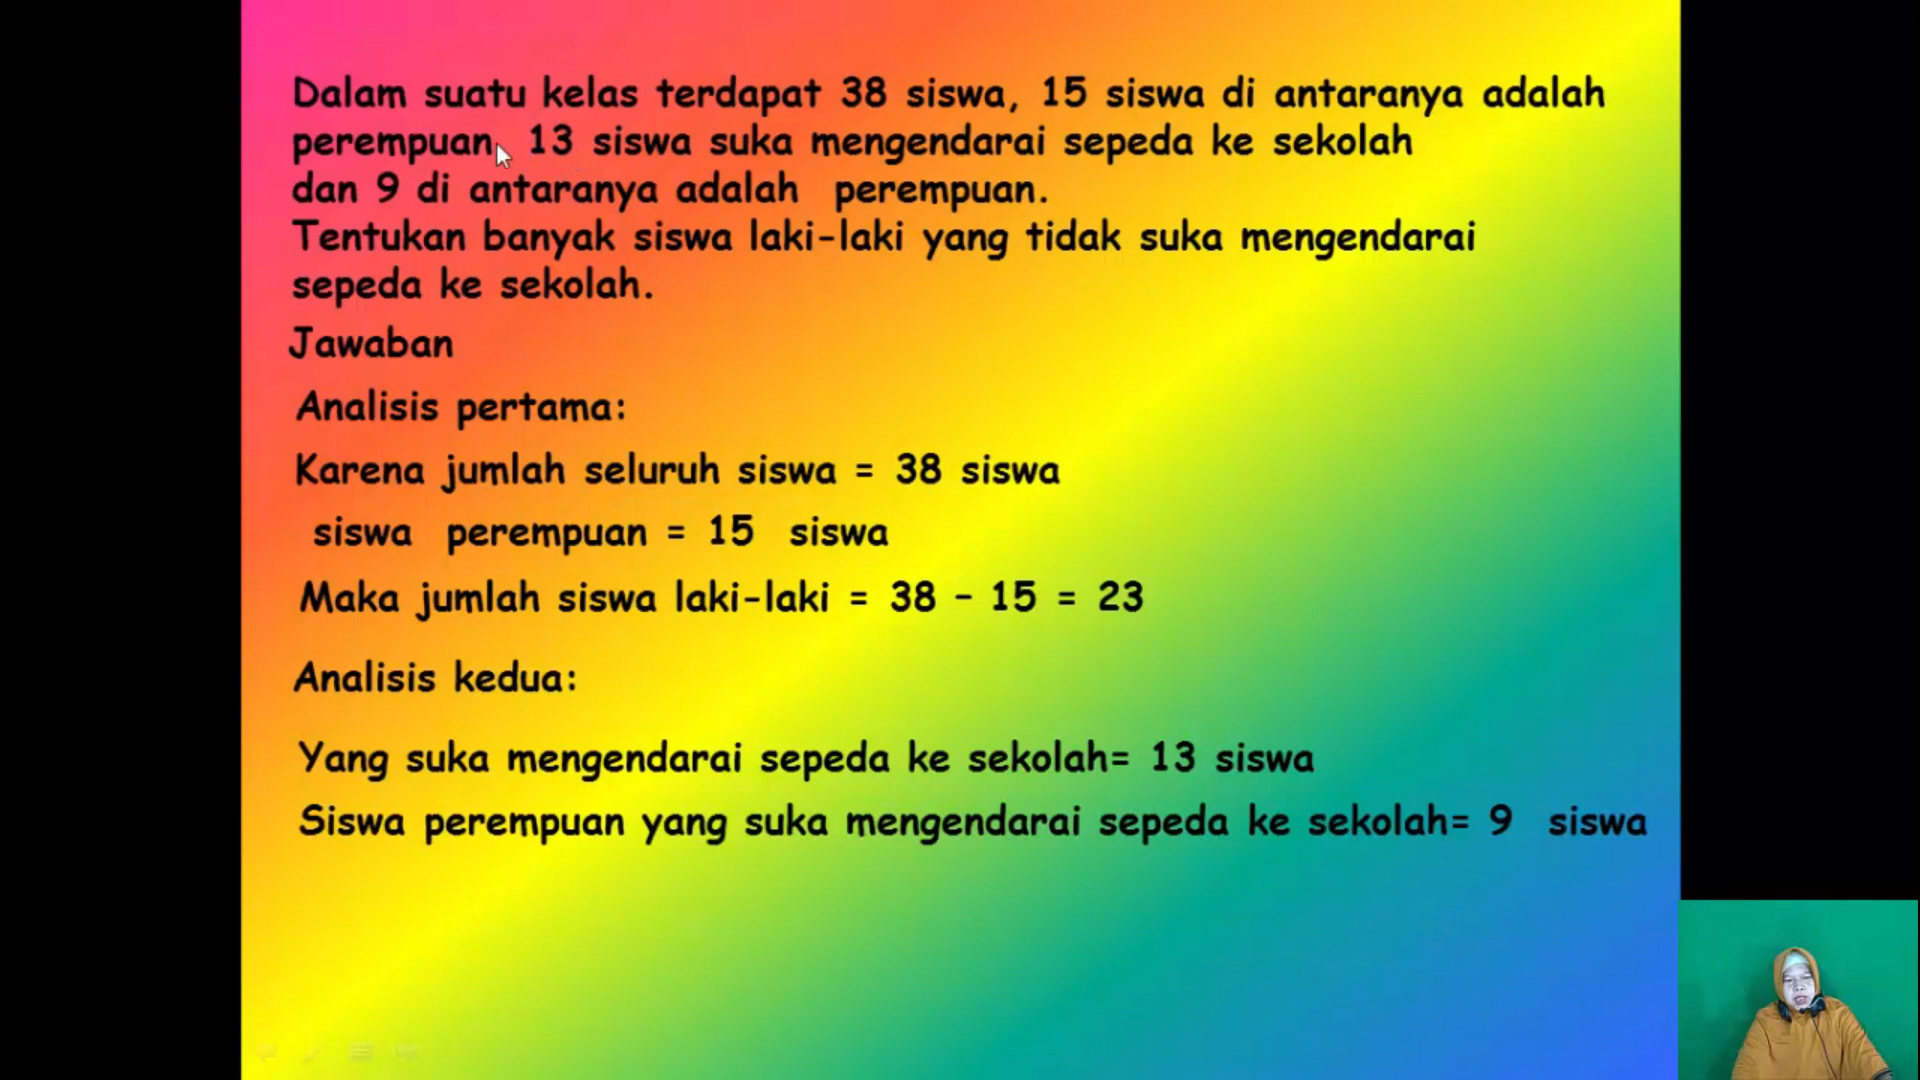 Dalam suatu kelas terdapat 38 siswa, 15 siswa di antaranya adalah
perempuan, 13 siswa suka mengendarai sepeda ke sekolah
dan 9 di antaranya adalah perempuan.
Tentukan banyak siswa laki-laki yang tidak suka mengendarai
sepeda ke sekolah.
Jawaban
Analisis pertama:
Karena jumlah seluruh siswa = 38 siswa
siswa perempuan = 15 siswa
Maka jumlah siswa laki-laki = 38 - 15 = 23
Analisis kedua:
Yang suka mengendarai sepeda ke sekolah= 13 siswa
Siswa perempuan yang suka mengendarai sepeda ke sekolah= 9 siswa